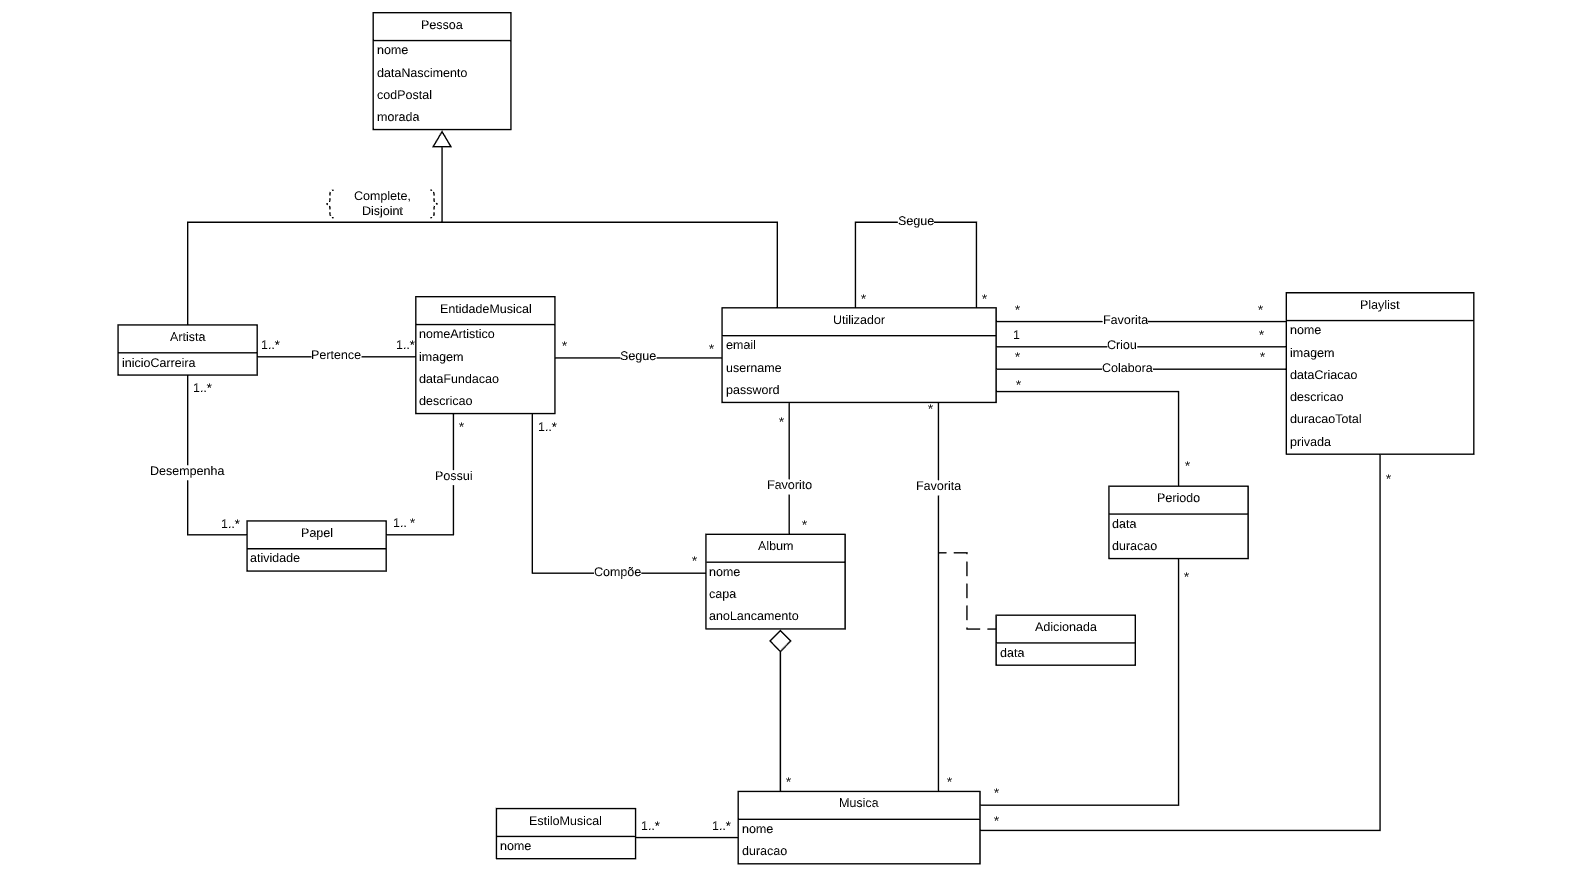 Pessoa
nome
dataNascimento
codPostal
morada
Complete,
Disjoint
Segue
* *
Artista
inicioCarreira
1..* Pertence 1..*
1..*
EntidadeMusical
nomeArtistico
imagem
dataFundacao
descricao
* Segue *
Utilizador
email
username
password
* Favorita *
1 Criou *
* Colabora *
*
Playlist
nome
imagem
dataCriacao
descricao
duracaoTotal
privada
*
*
1..*
*
*
Desempenha
Possui
Favorito
Favorita
*
Periodo
data
duracao
*
1..*
1.. *
Papel
atividade
*
Compõe
*
Album
nome
capa
anoLancamento
Adicionada
data
*
*
*
*
Musica
nome
duracao
EstiloMusical
nome
1..* 1..*